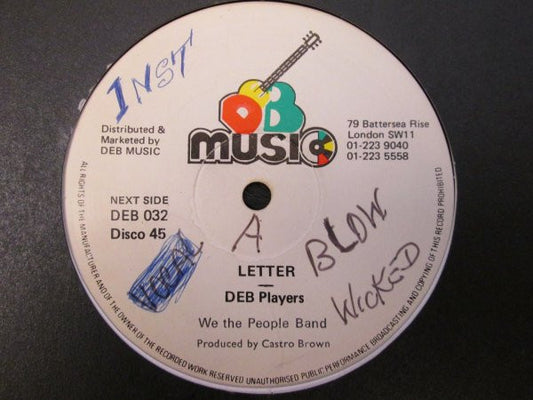 INST
DEB
MUSIC
Distributed &
Marketed by
DEB MUSIC
79 Battersea Rise
London SW11
01-223 9040
01-223 5558
NEXT SIDE
DEB 032
Disco 45
VOCAL
A
BLOW
WICKED
LETTER
DEB Players
We the People Band
Produced by Castro Brown
ALL RIGHTS OF THE MANUFACTURER AND OF THE OWNER OF THE RECORDED WORK RESERVED UNAUTHORISED PUBLIC PERFORMANCE BROADCASTING AND COPYING OF THIS RECORD PROHIBITED